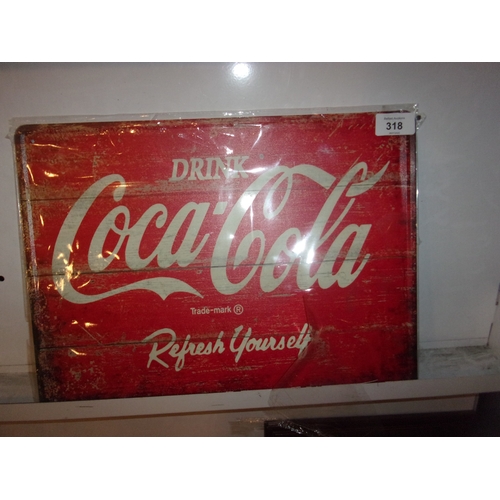 318
DRINK
Coca-Cola
Trade-mark ®
Refresh Yourself